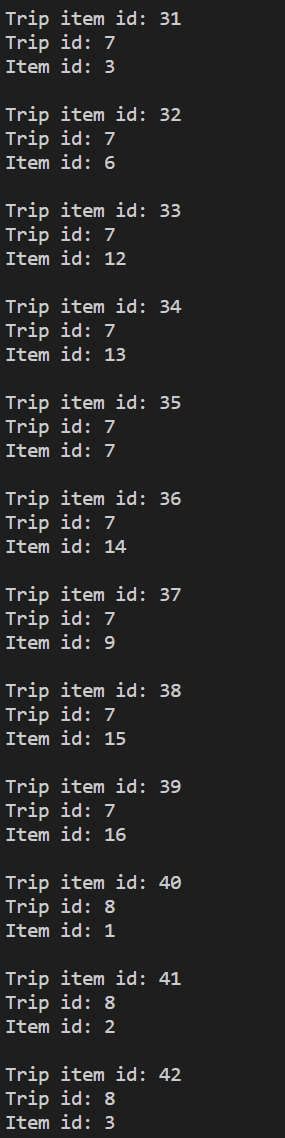 Trip item id: 31
Trip id: 7
Item id: 3
Trip item id: 32
Trip id: 7
Item id: 6
Trip item id: 33
Trip id: 7
Item id: 12
Trip item id: 34
Trip id: 7
Item id: 13
Trip item id: 35
Trip id: 7
Item id: 7
Trip item id: 36
Trip id: 7
Item id: 14
Trip item id: 37
Trip id: 7
Item id: 9
Trip item id: 38
Trip id: 7
Item id: 15
Trip item id: 39
Trip id: 7
Item id: 16
Trip item id: 40
Trip id: 8
Item id: 1
Trip item id: 41
Trip id: 8
Item id: 2
Trip item id: 42
Trip id: 8
Item id: 3